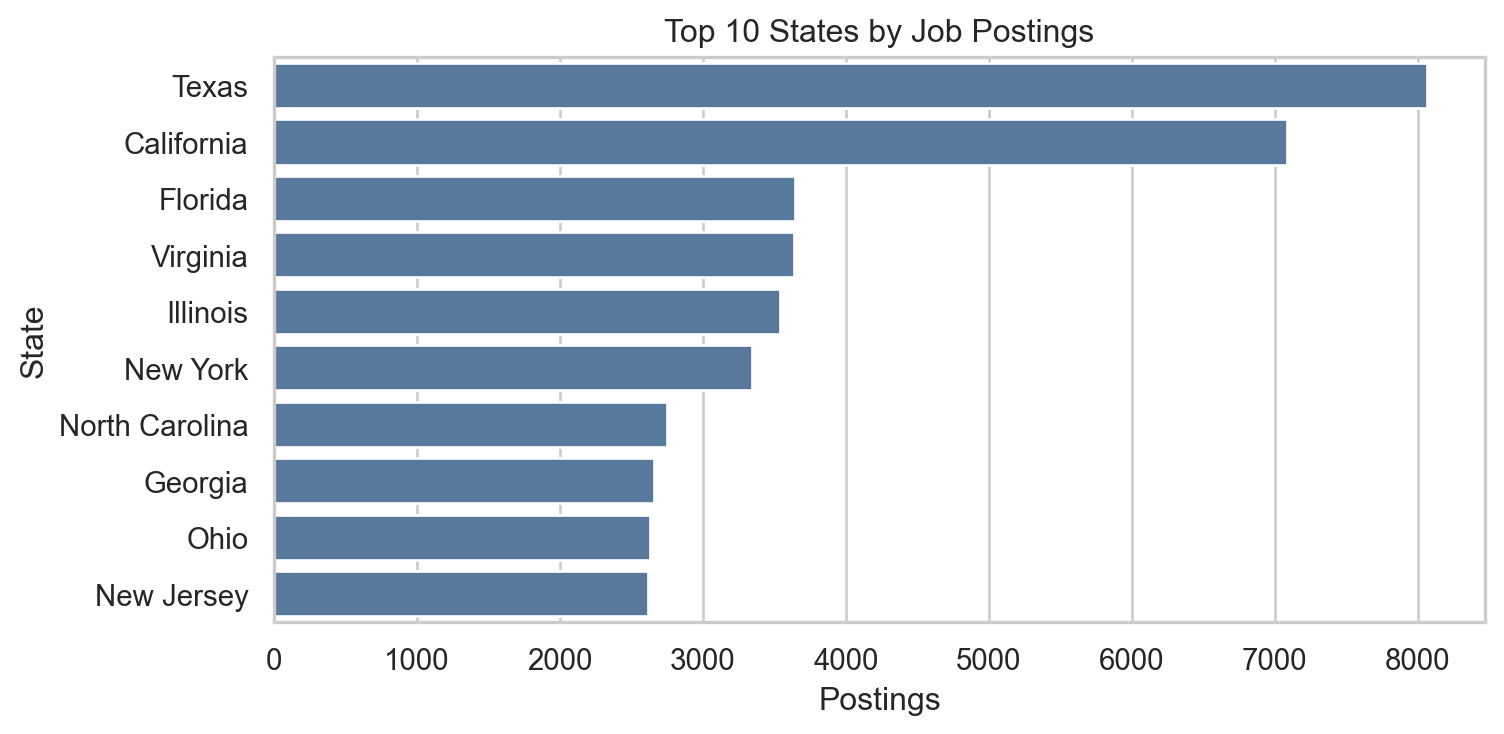 Top 10 States by Job Postings
Texas
California
Florida
Virginia
Illinois
New York
North Carolina
Georgia
Ohio
New Jersey
State
0 1000 2000 3000 4000 5000 6000 7000 8000
Postings